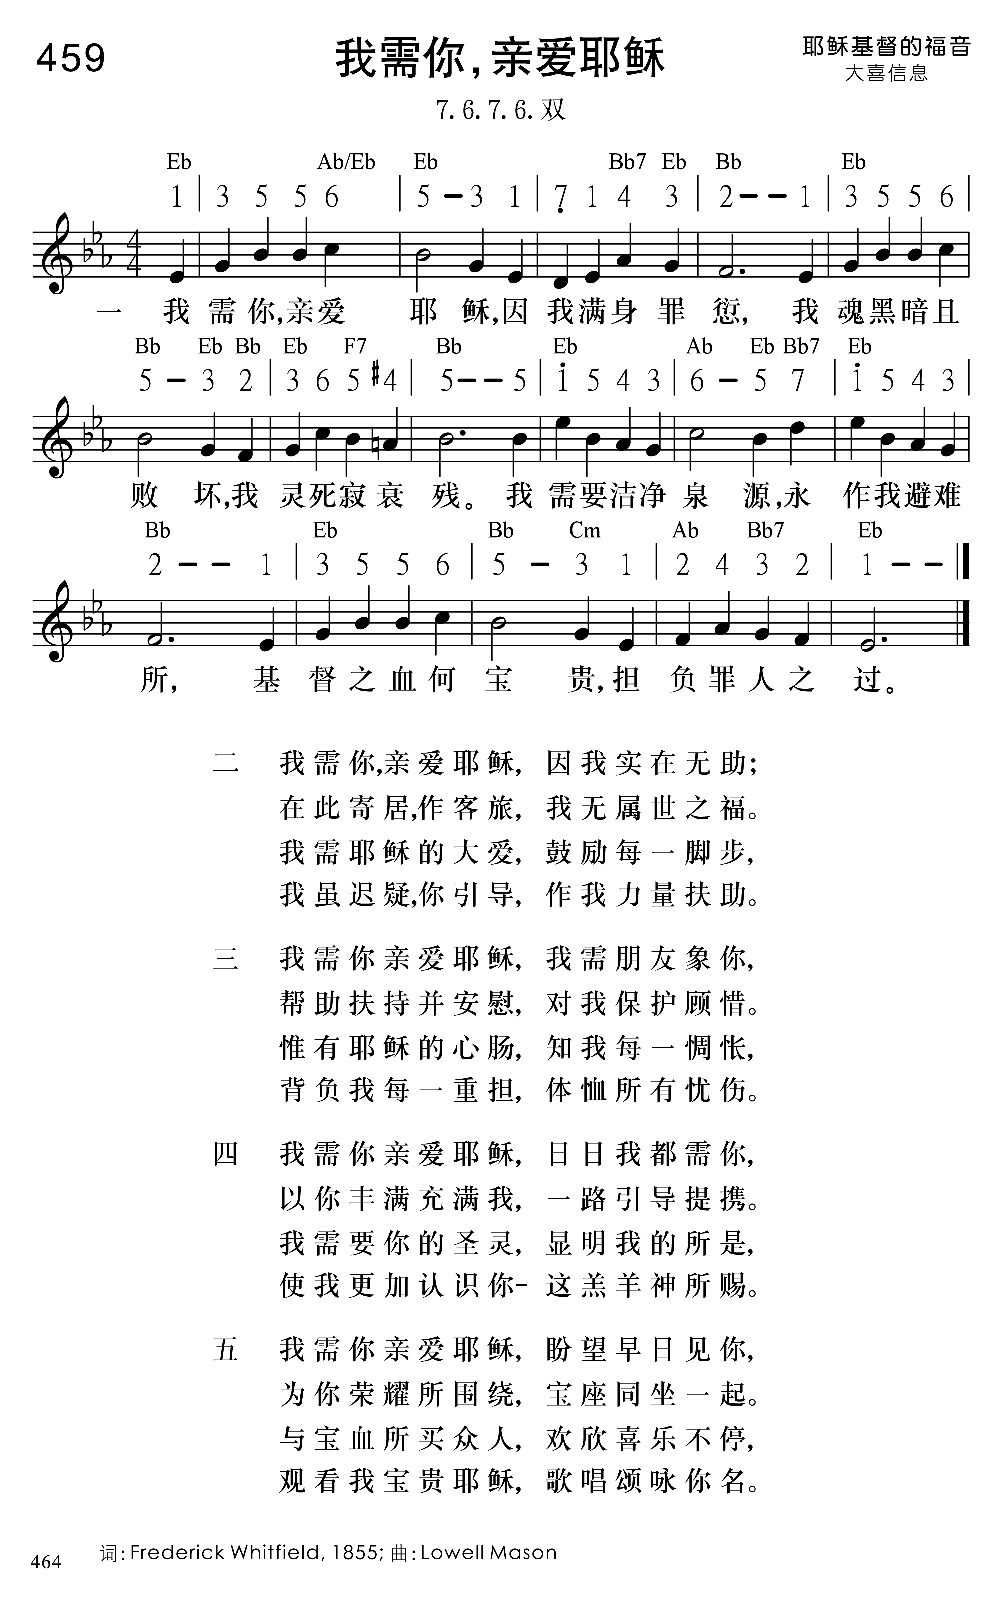 459
我需你,亲爱耶稣
耶稣基督的福音
大喜信息
7. 6. 7. 6. 双
Eb Ab/Eb Eb Bb7 Eb Bb Eb
1 | 3 5 5 6 | 5 – 3 1 | 7̣ 1 4 3 | 2 – – 1 | 3 5 5 6 |
一 我 需 你,亲爱 耶 稣,因 我满身 罪 愆, 我 魂黑暗且
Bb Eb Bb Eb F7 Bb Eb Ab Eb Bb7 Eb
5 – 3 2 | 3 6 5 #4 | 5 – – 5 | 1̇ 5 4 3 | 6 – 5 7 | 1̇ 5 4 3 |
败 坏,我 灵死寂 衰 残。 我 需要洁净 泉 源,永 作我避难
Bb Eb Bb Cm Ab Bb7 Eb
2 – – 1 | 3 5 5 6 | 5 – 3 1 | 2 4 3 2 | 1 – – ‖
所, 基 督之血何 宝 贵,担 负罪人之 过。
二 我需你,亲爱耶稣, 因我实在无助;
在此寄居,作客旅, 我无属世之福。
我需耶稣的大爱, 鼓励每一脚步,
我虽迟疑,你引导, 作我力量扶助。
三 我需你亲爱耶稣, 我需朋友象你,
帮助扶持并安慰, 对我保护顾惜。
惟有耶稣的心肠, 知我每一惆怅,
背负我每一重担, 体恤所有忧伤。
四 我需你亲爱耶稣, 日日我都需你,
以你丰满充满我, 一路引导提携。
我需要你的圣灵, 显明我的所是,
使我更加认识你- 这羔羊神所赐。
五 我需你亲爱耶稣, 盼望早日见你,
为你荣耀所围绕, 宝座同坐一起。
与宝血所买众人, 欢欣喜乐不停,
观看我宝贵耶稣, 歌唱颂咏你名。
464 词: Frederick Whitfield, 1855; 曲: Lowell Mason